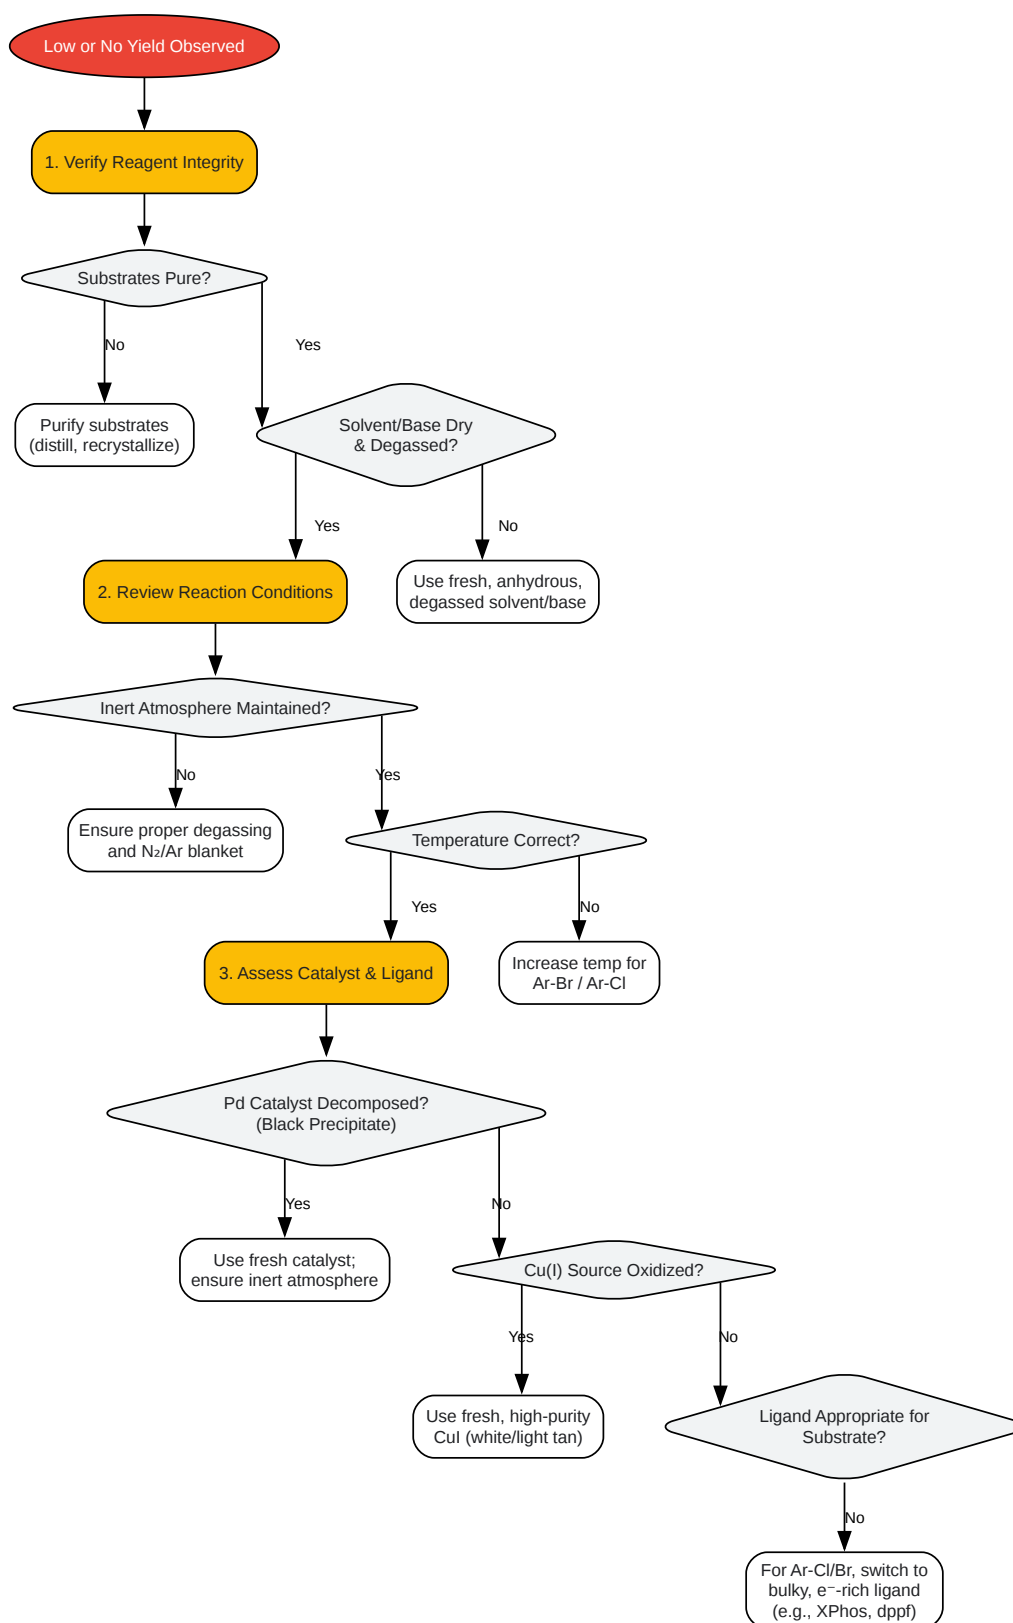 Low or No Yield Observed
1. Verify Reagent Integrity
Substrates Pure?
No
Yes
Purify substrates
(distill, recrystallize)
Solvent/Base Dry
& Degassed?
Yes
No
2. Review Reaction Conditions
Use fresh, anhydrous,
degassed solvent/base
Inert Atmosphere Maintained?
No
Yes
Ensure proper degassing
and N₂/Ar blanket
Temperature Correct?
Yes
No
3. Assess Catalyst & Ligand
Increase temp for
Ar-Br / Ar-Cl
Pd Catalyst Decomposed?
(Black Precipitate)
Yes
No
Use fresh catalyst;
ensure inert atmosphere
Cu(I) Source Oxidized?
Yes
No
Use fresh, high-purity
CuI (white/light tan)
Ligand Appropriate for
Substrate?
No
For Ar-Cl/Br, switch to
bulky, e⁻-rich ligand
(e.g., XPhos, dppf)